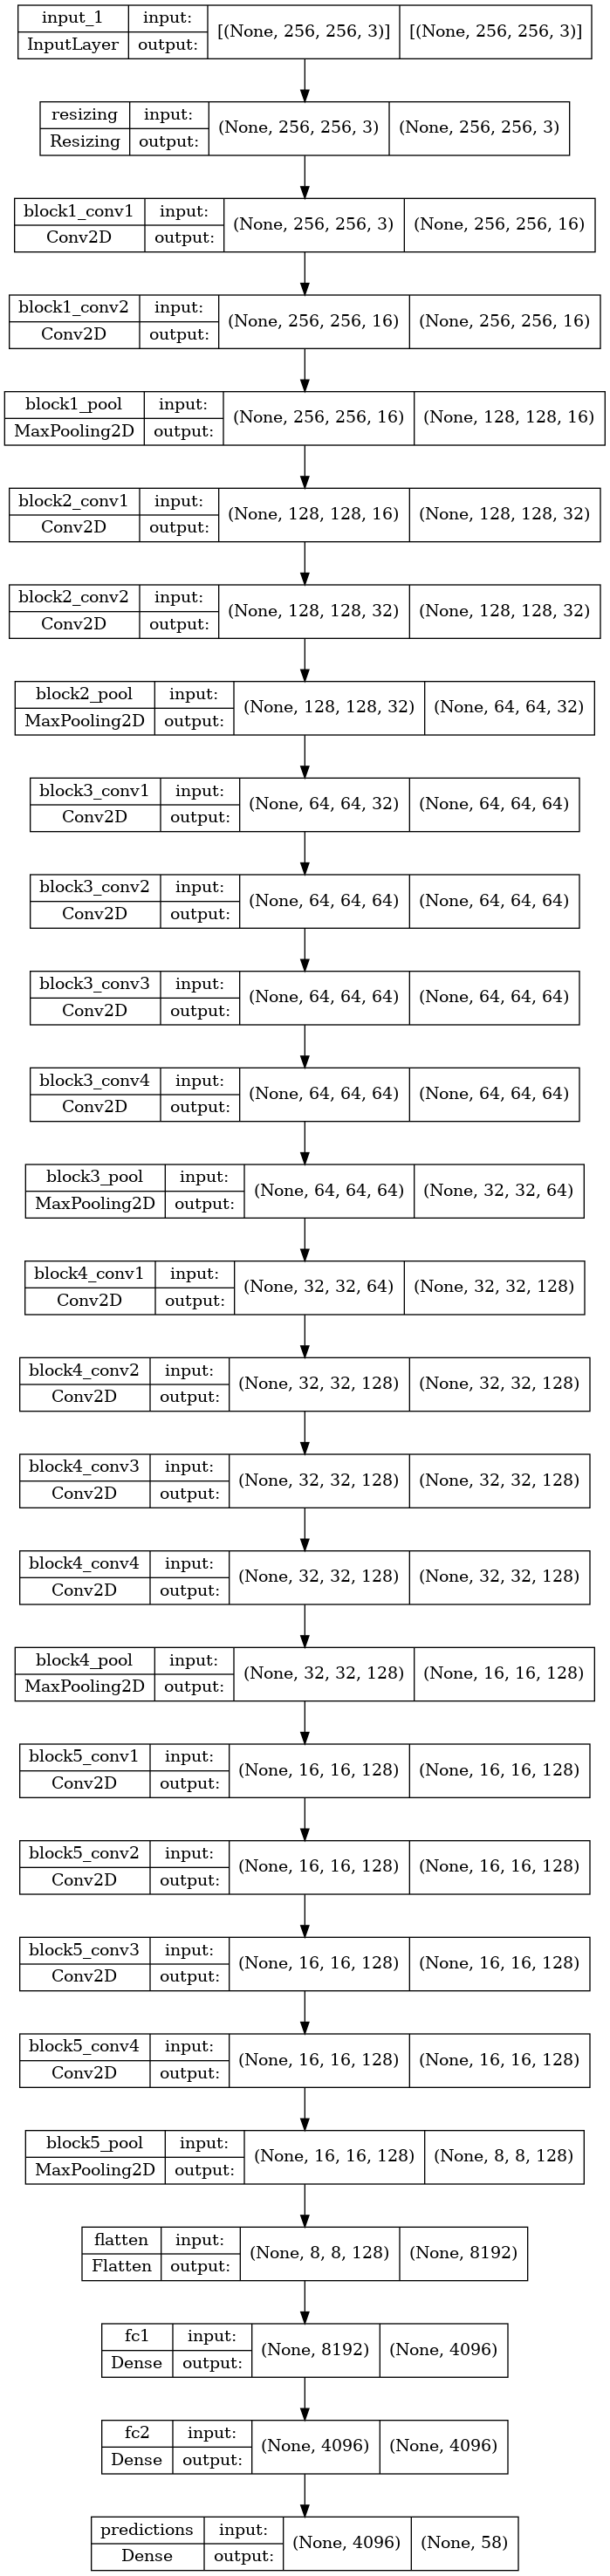 input_1 input: [(None, 256, 256, 3)] [(None, 256, 256, 3)]
InputLayer output:
resizing input: (None, 256, 256, 3) (None, 256, 256, 3)
Resizing output:
block1_conv1 input: (None, 256, 256, 3) (None, 256, 256, 16)
Conv2D output:
block1_conv2 input: (None, 256, 256, 16) (None, 256, 256, 16)
Conv2D output:
block1_pool input: (None, 256, 256, 16) (None, 128, 128, 16)
MaxPooling2D output:
block2_conv1 input: (None, 128, 128, 16) (None, 128, 128, 32)
Conv2D output:
block2_conv2 input: (None, 128, 128, 32) (None, 128, 128, 32)
Conv2D output:
block2_pool input: (None, 128, 128, 32) (None, 64, 64, 32)
MaxPooling2D output:
block3_conv1 input: (None, 64, 64, 32) (None, 64, 64, 64)
Conv2D output:
block3_conv2 input: (None, 64, 64, 64) (None, 64, 64, 64)
Conv2D output:
block3_conv3 input: (None, 64, 64, 64) (None, 64, 64, 64)
Conv2D output:
block3_conv4 input: (None, 64, 64, 64) (None, 64, 64, 64)
Conv2D output:
block3_pool input: (None, 64, 64, 64) (None, 32, 32, 64)
MaxPooling2D output:
block4_conv1 input: (None, 32, 32, 64) (None, 32, 32, 128)
Conv2D output:
block4_conv2 input: (None, 32, 32, 128) (None, 32, 32, 128)
Conv2D output:
block4_conv3 input: (None, 32, 32, 128) (None, 32, 32, 128)
Conv2D output:
block4_conv4 input: (None, 32, 32, 128) (None, 32, 32, 128)
Conv2D output:
block4_pool input: (None, 32, 32, 128) (None, 16, 16, 128)
MaxPooling2D output:
block5_conv1 input: (None, 16, 16, 128) (None, 16, 16, 128)
Conv2D output:
block5_conv2 input: (None, 16, 16, 128) (None, 16, 16, 128)
Conv2D output:
block5_conv3 input: (None, 16, 16, 128) (None, 16, 16, 128)
Conv2D output:
block5_conv4 input: (None, 16, 16, 128) (None, 16, 16, 128)
Conv2D output:
block5_pool input: (None, 16, 16, 128) (None, 8, 8, 128)
MaxPooling2D output:
flatten input: (None, 8, 8, 128) (None, 8192)
Flatten output:
fc1 input: (None, 8192) (None, 4096)
Dense output:
fc2 input: (None, 4096) (None, 4096)
Dense output:
predictions input: (None, 4096) (None, 58)
Dense output: